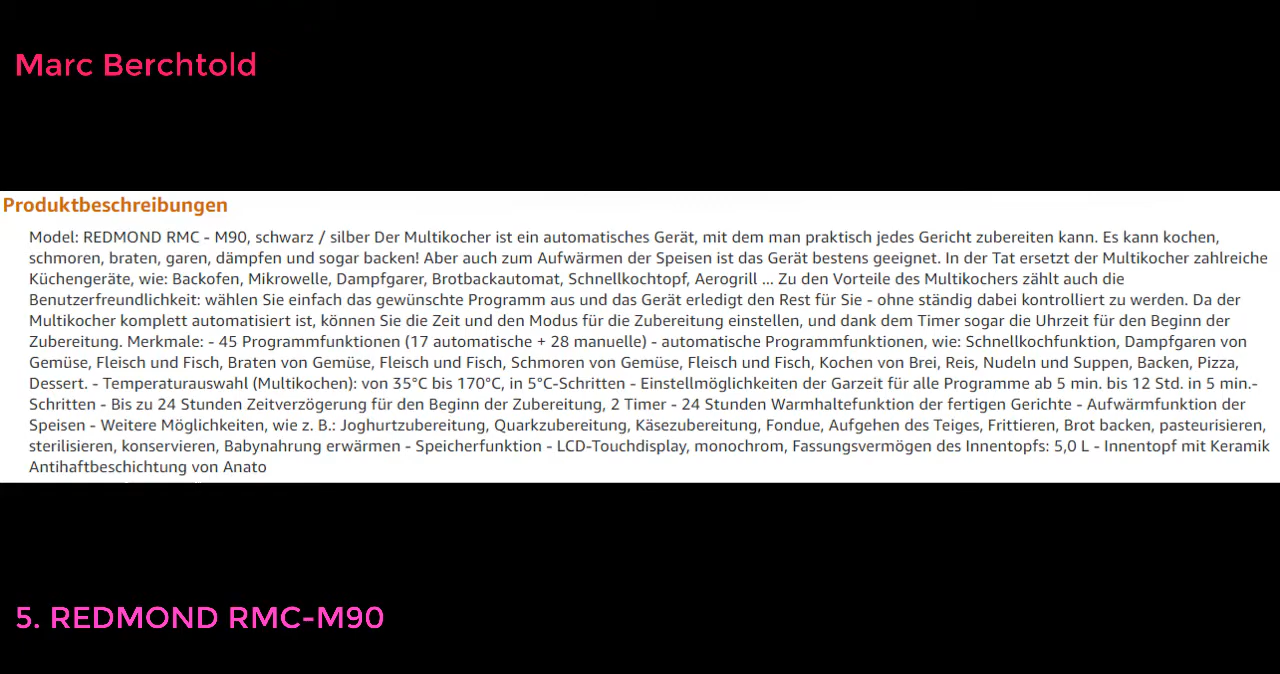 Marc Berchtold
Produktbeschreibungen
Model: REDMOND RMC - M90, schwarz / silber Der Multikocher ist ein automatisches Gerät, mit dem man praktisch jedes Gericht zubereiten kann. Es kann kochen,
schmoren, braten, garen, dämpfen und sogar backen! Aber auch zum Aufwärmen der Speisen ist das Gerät bestens geeignet. In der Tat ersetzt der Multikocher zahlreiche
Küchengeräte, wie: Backofen, Mikrowelle, Dampfgarer, Brotbackautomat, Schnellkochtopf, Aerogrill ... Zu den Vorteile des Multikochers zählt auch die
Benutzerfreundlichkeit: wählen Sie einfach das gewünschte Programm aus und das Gerät erledigt den Rest für Sie - ohne ständig dabei kontrolliert zu werden. Da der
Multikocher komplett automatisiert ist, können Sie die Zeit und den Modus für die Zubereitung einstellen, und dank dem Timer sogar die Uhrzeit für den Beginn der
Zubereitung. Merkmale: - 45 Programmfunktionen (17 automatische + 28 manuelle) - automatische Programmfunktionen, wie: Schnellkochfunktion, Dampfgaren von
Gemüse, Fleisch und Fisch, Braten von Gemüse, Fleisch und Fisch, Schmoren von Gemüse, Fleisch und Fisch, Kochen von Brei, Reis, Nudeln und Suppen, Backen, Pizza,
Dessert. - Temperaturauswahl (Multikochen): von 35°C bis 170°C, in 5°C-Schritten - Einstellmöglichkeiten der Garzeit für alle Programme ab 5 min. bis 12 Std. in 5 min.-
Schritten - Bis zu 24 Stunden Zeitverzögerung für den Beginn der Zubereitung, 2 Timer - 24 Stunden Warmhaltefunktion der fertigen Gerichte - Aufwärmfunktion der
Speisen - Weitere Möglichkeiten, wie z. B.: Joghurtzubereitung, Quarkzubereitung, Käsezubereitung, Fondue, Aufgehen des Teiges, Frittieren, Brot backen, pasteurisieren,
sterilisieren, konservieren, Babynahrung erwärmen - Speicherfunktion - LCD-Touchdisplay, monochrom, Fassungsvermögen des Innentopfs: 5,0 L - Innentopf mit Keramik
Antihaftbeschichtung von Anato
5. REDMOND RMC-M90